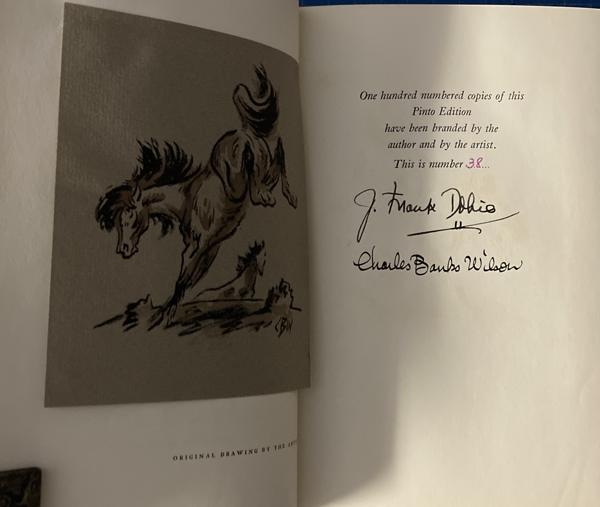 CBW
ORIGINAL DRAWING BY THE
One hundred numbered copies of this
Pinto Edition
have been branded by the
author and by the artist.
This is number 38...
J. Frank Dobie
Charles Banks Wilson